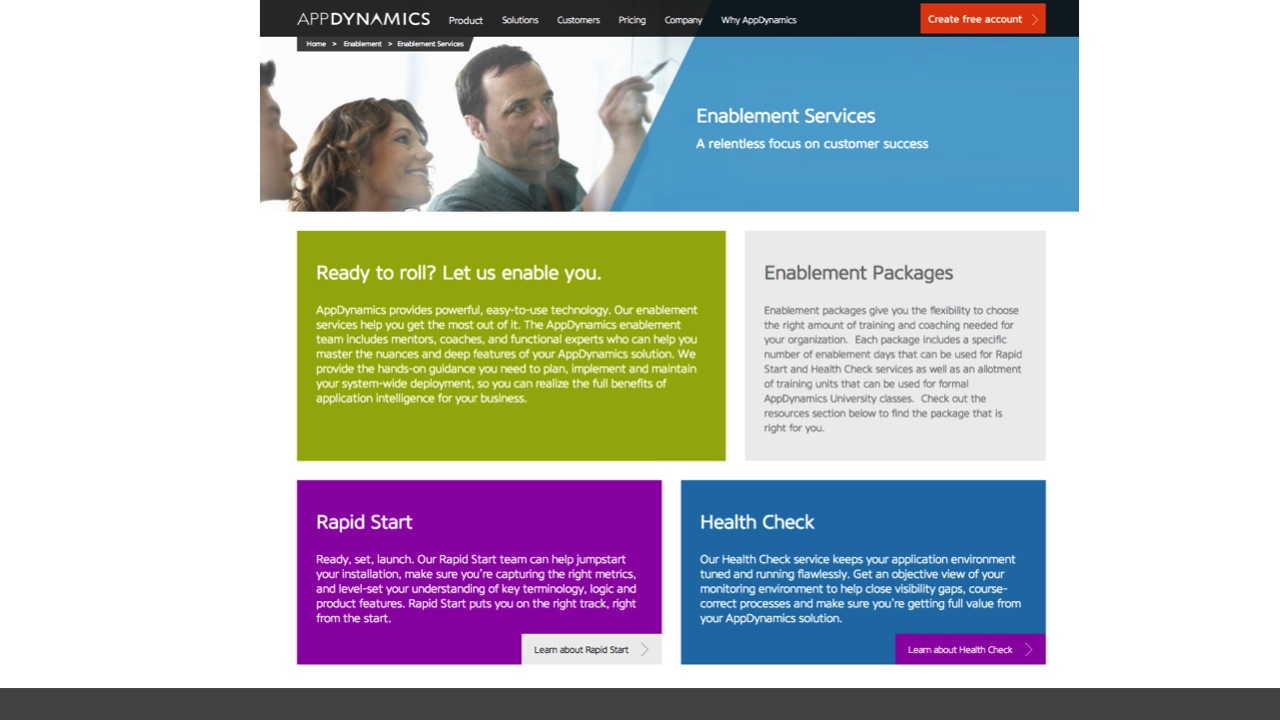 APPDYNAMICS Product Solutions Customers Pricing Company Why AppDynamics Create free account
Home > Enablement > Enablement Services
Enablement Services
A relentless focus on customer success
Ready to roll? Let us enable you.
AppDynamics provides powerful, easy-to-use technology. Our enablement
services help you get the most out of it. The AppDynamics enablement
team includes mentors, coaches, and functional experts who can help you
master the nuances and deep features of your AppDynamics solution. We
provide the hands-on guidance you need to plan, implement and maintain
your system-wide deployment, so you can realize the full benefits of
application intelligence for your business.
Enablement Packages
Enablement packages give you the flexibility to choose
the right amount of training and coaching needed for
your organization. Each package includes a specific
number of enablement days that can be used for Rapid
Start and Health Check services as well as an allotment
of training units that can be used for formal
AppDynamics University classes. Check out the
resources section below to find the package that is
right for you.
Rapid Start
Ready, set, launch. Our Rapid Start team can help jumpstart
your installation, make sure you're capturing the right metrics,
and level-set your understanding of key terminology, logic and
product features. Rapid Start puts you on the right track, right
from the start.
Learn about Rapid Start
Health Check
Our Health Check service keeps your application environment
tuned and running flawlessly. Get an objective view of your
monitoring environment to help close visibility gaps, course-
correct processes and make sure you're getting full value from
your AppDynamics solution.
Learn about Health Check